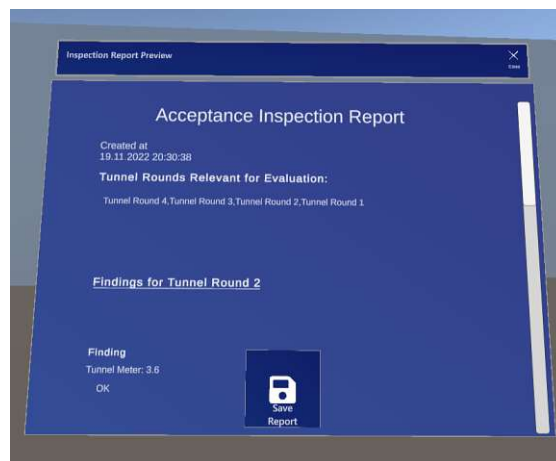 Inspection Report Preview
Close
Acceptance Inspection Report
Created at
19.11.2022 20:30:38
Tunnel Rounds Relevant for Evaluation:
Tunnel Round 4,Tunnel Round 3,Tunnel Round 2,Tunnel Round 1
Findings for Tunnel Round 2
Finding
Tunnel Meter: 3.6
OK
Save
Report